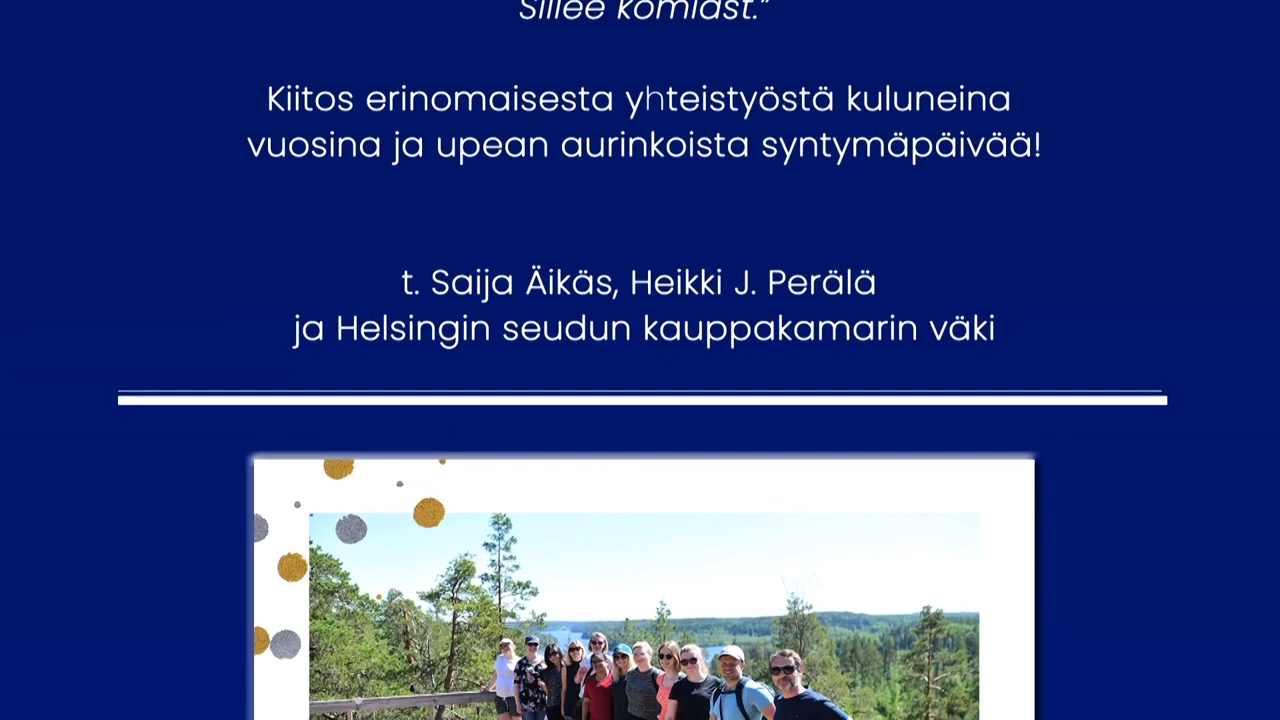 Sillee komiast.”
Kiitos erinomaisesta yhteistyöstä kuluneina
vuosina ja upean aurinkoista syntymäpäivää!
t. Saija Äikäs, Heikki J. Perälä
ja Helsingin seudun kauppakamarin väki